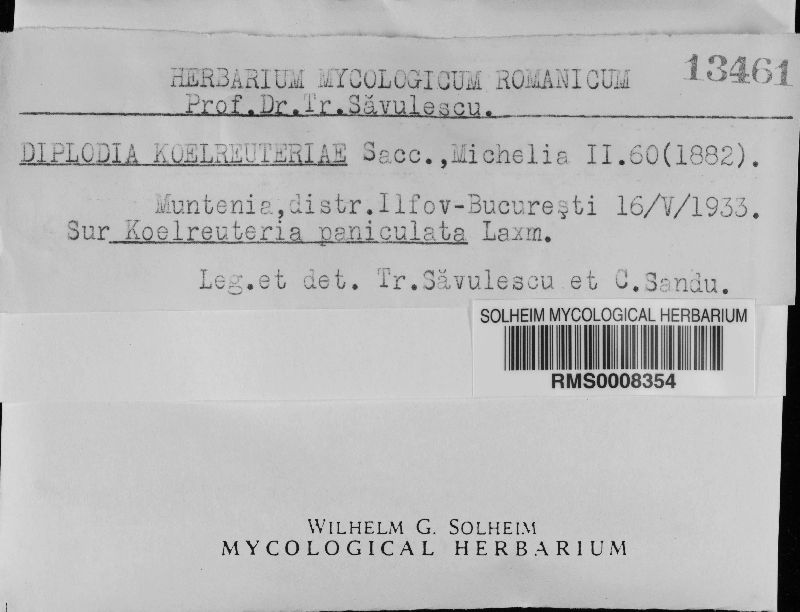 HERBARIUM MYCOLOGICUM ROMANICUM 13461
Prof.Dr.Tr.Săvulescu.
DIPLODIA KOELREUTERIAE Sacc.,Michelia II.60(1882).
Muntenia,distr.Ilfov-Bucureşti 16/V/1933.
Sur Koelreuteria paniculata Laxm.
Leg.et det. Tr.Săvulescu et C.Sandu.
SOLHEIM MYCOLOGICAL HERBARIUM
RMS0008354
WILHELM G. SOLHEIM
MYCOLOGICAL HERBARIUM